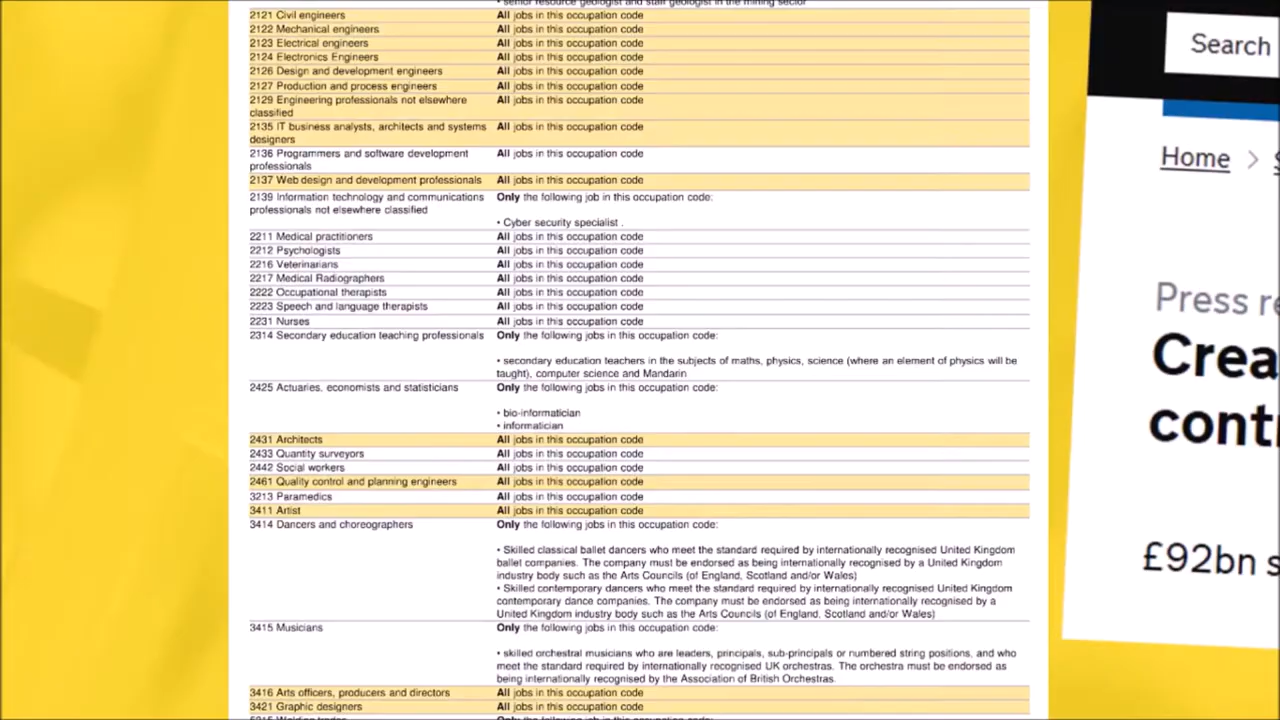 • senior resource geologist and staff geologist in the mining sector
2121 Civil engineers All jobs in this occupation code
2122 Mechanical engineers All jobs in this occupation code
2123 Electrical engineers All jobs in this occupation code
2124 Electronics Engineers All jobs in this occupation code
2126 Design and development engineers All jobs in this occupation code
2127 Production and process engineers All jobs in this occupation code
2129 Engineering professionals not elsewhere All jobs in this occupation code
classified
2135 IT business analysts, architects and systems All jobs in this occupation code
designers
2136 Programmers and software development All jobs in this occupation code
professionals
2137 Web design and development professionals All jobs in this occupation code
2139 Information technology and communications Only the following job in this occupation code:
professionals not elsewhere classified
• Cyber security specialist .
2211 Medical practitioners All jobs in this occupation code
2212 Psychologists All jobs in this occupation code
2216 Veterinarians All jobs in this occupation code
2217 Medical Radiographers All jobs in this occupation code
2222 Occupational therapists All jobs in this occupation code
2223 Speech and language therapists All jobs in this occupation code
2231 Nurses All jobs in this occupation code
2314 Secondary education teaching professionals Only the following jobs in this occupation code:
• secondary education teachers in the subjects of maths, physics, science (where an element of physics will be
taught), computer science and Mandarin
2425 Actuaries, economists and statisticians Only the following jobs in this occupation code:
• bio-informatician
• informatician
2431 Architects All jobs in this occupation code
2433 Quantity surveyors All jobs in this occupation code
2442 Social workers All jobs in this occupation code
2461 Quality control and planning engineers All jobs in this occupation code
3213 Paramedics All jobs in this occupation code
3411 Artist All jobs in this occupation code
3414 Dancers and choreographers Only the following jobs in this occupation code:
• Skilled classical ballet dancers who meet the standard required by internationally recognised United Kingdom
ballet companies. The company must be endorsed as being internationally recognised by a United Kingdom
industry body such as the Arts Councils (of England, Scotland and/or Wales)
• Skilled contemporary dancers who meet the standard required by internationally recognised United Kingdom
contemporary dance companies. The company must be endorsed as being internationally recognised by a
United Kingdom industry body such as the Arts Councils (of England, Scotland and/or Wales)
3415 Musicians Only the following jobs in this occupation code:
• skilled orchestral musicians who are leaders, principals, sub-principals or numbered string positions, and who
meet the standard required by internationally recognised UK orchestras. The orchestra must be endorsed as
being internationally recognised by the Association of British Orchestras.
3416 Arts officers, producers and directors All jobs in this occupation code
3421 Graphic designers All jobs in this occupation code
5215 Welding trades Only the following job in this occupation code:
Search
Home >
Press re
Crea
conti
£92bn s